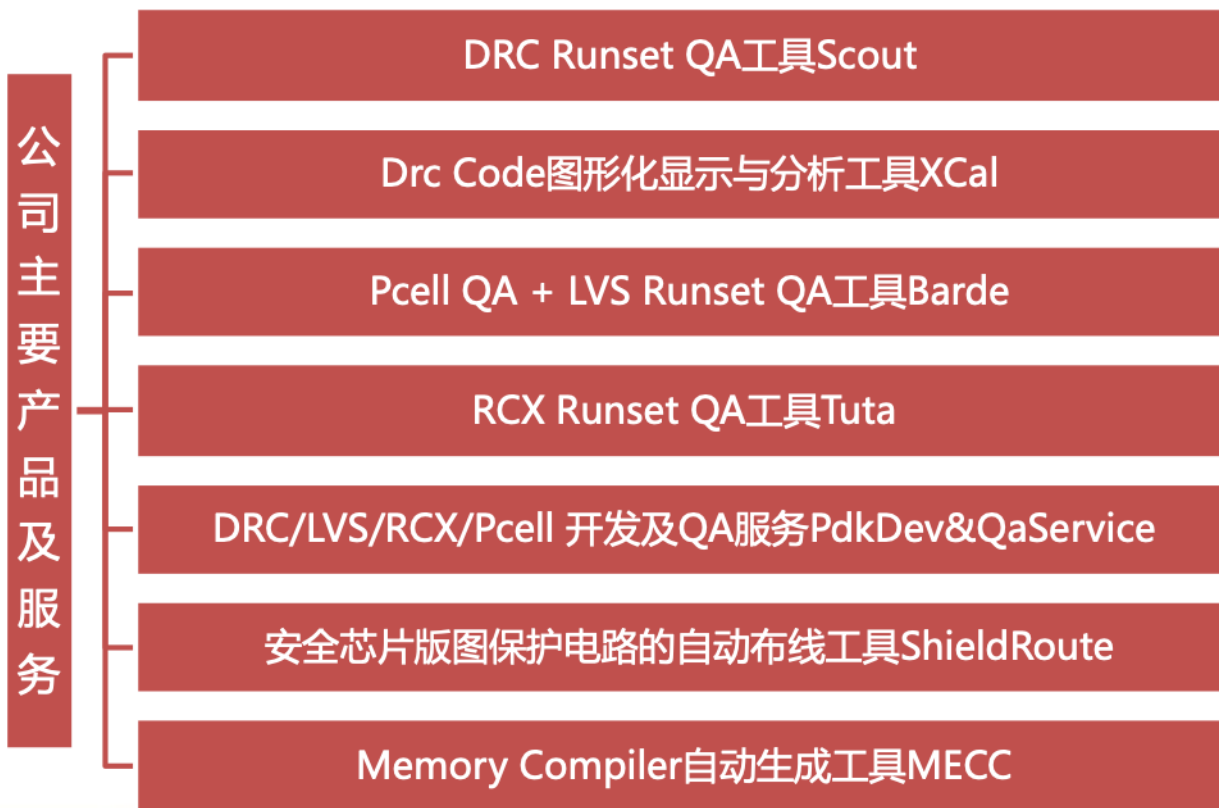 公司主要产品及服务
DRC Runset QA工具Scout
Drc Code图形化显示与分析工具XCal
Pcell QA + LVS Runset QA工具Barde
RCX Runset QA工具Tuta
DRC/LVS/RCX/Pcell 开发及QA服务PdkDev&QaService
安全芯片版图保护电路的自动布线工具ShieldRoute
Memory Compiler自动生成工具MECC